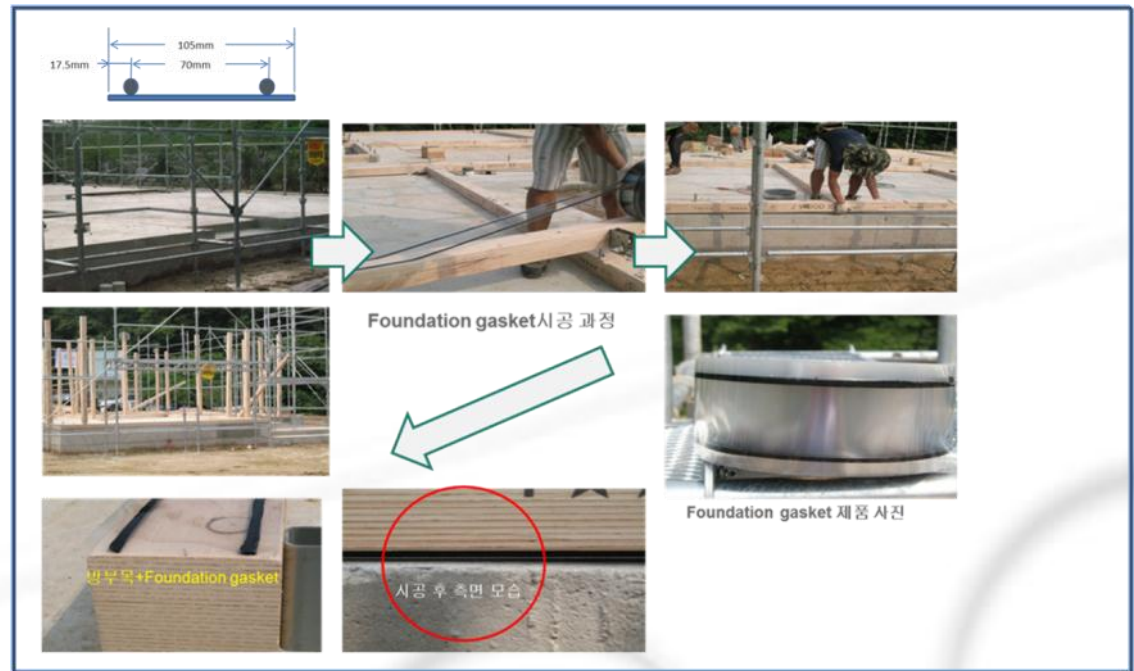 105mm
17.5mm
70mm
Foundation gasket시공 과정
Foundation gasket 제품 사진
방부목+Foundation gasket
시공 후 측면 모습